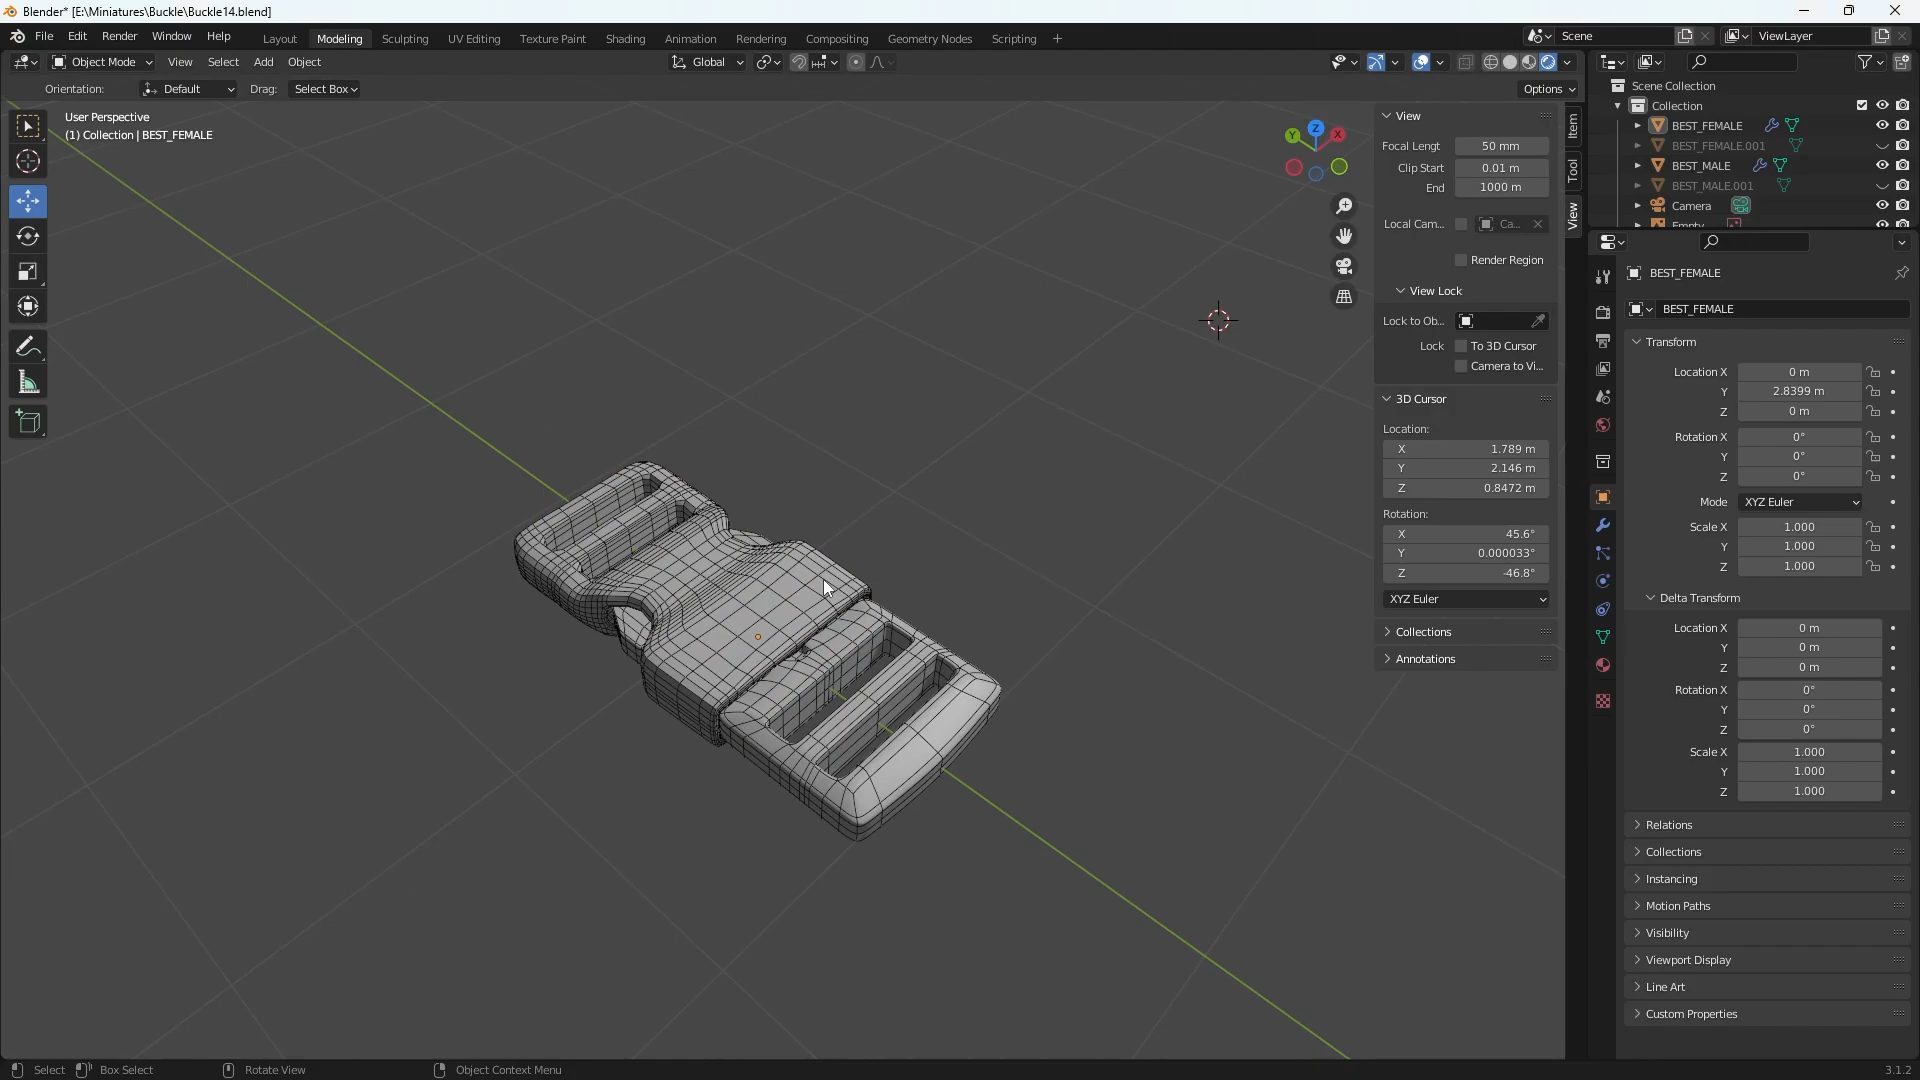 Blender* [E:\Miniatures\Buckle\Buckle14.blend]
File Edit Render Window Help
Layout Modeling Sculpting UV Editing Texture Paint Shading Animation Rendering Compositing Geometry Nodes Scripting
Scene
ViewLayer
Object Mode View Select Add Object
Global
Orientation: Default Drag: Select Box
Options
User Perspective
(1) Collection | BEST_FEMALE
View
Focal Lengt 50 mm
Clip Start 0.01 m
End 1000 m
Local Cam... Ca...
Render Region
View Lock
Lock to Ob...
Lock To 3D Cursor
Camera to Vi...
3D Cursor
Location:
X 1.789 m
Y 2.146 m
Z 0.8472 m
Rotation:
X 45.6°
Y 0.000033°
Z -46.8°
XYZ Euler
Collections
Annotations
Item
Tool
View
Scene Collection
Collection
BEST_FEMALE
BEST_FEMALE.001
BEST_MALE
BEST_MALE.001
Camera
Empty
BEST_FEMALE
BEST_FEMALE
Transform
Location X 0 m
Y 2.8399 m
Z 0 m
Rotation X 0°
Y 0°
Z 0°
Mode XYZ Euler
Scale X 1.000
Y 1.000
Z 1.000
Delta Transform
Location X 0 m
Y 0 m
Z 0 m
Rotation X 0°
Y 0°
Z 0°
Scale X 1.000
Y 1.000
Z 1.000
Relations
Collections
Instancing
Motion Paths
Visibility
Viewport Display
Line Art
Custom Properties
Select Box Select Rotate View Object Context Menu
3.1.2